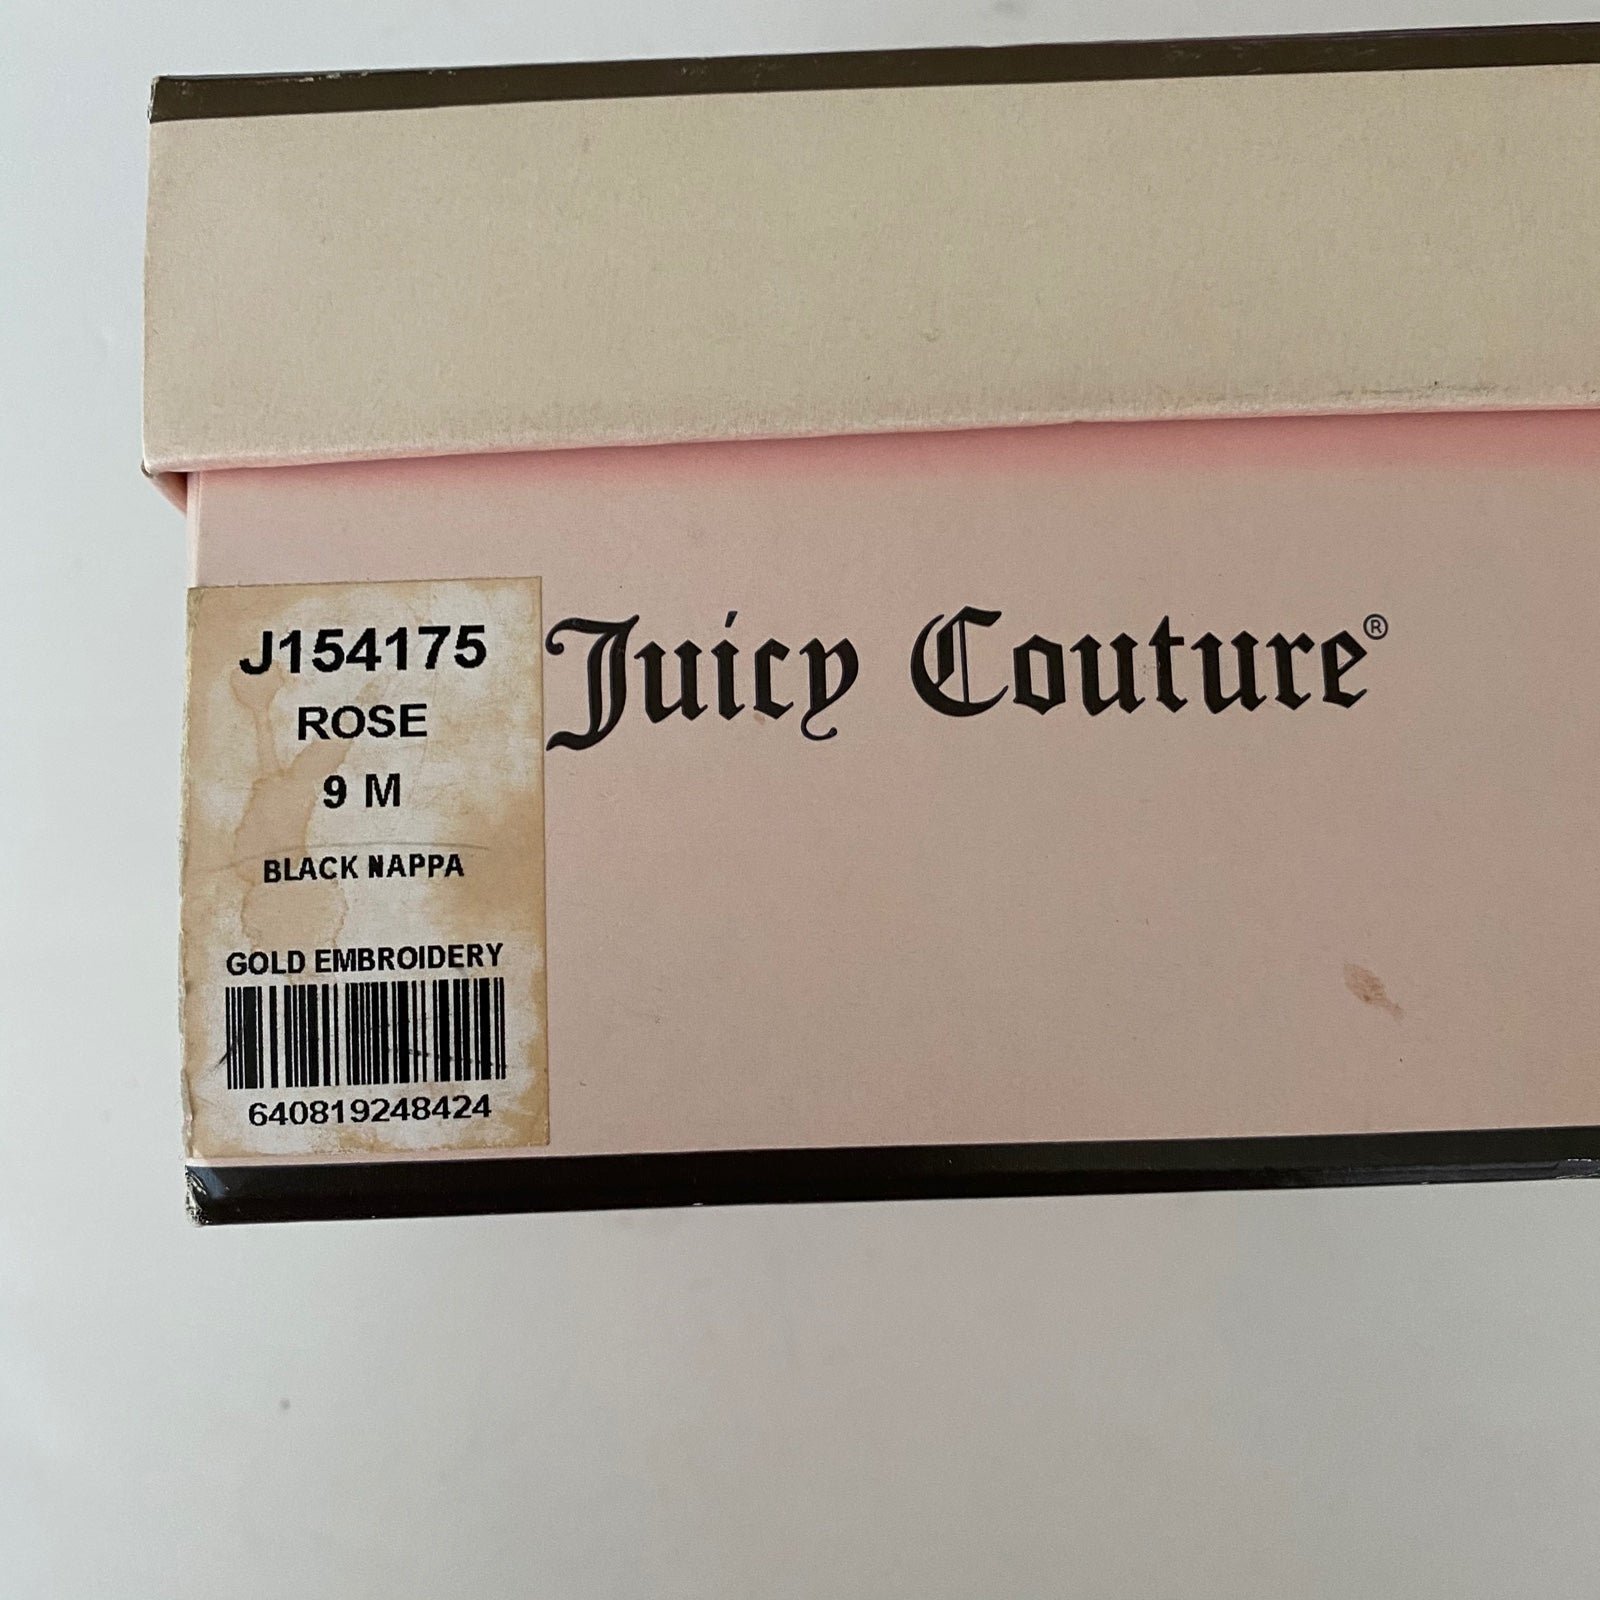 J154175
ROSE
9 M
BLACK NAPPA
GOLD EMBROIDERY
640819248424
Juicy Couture®